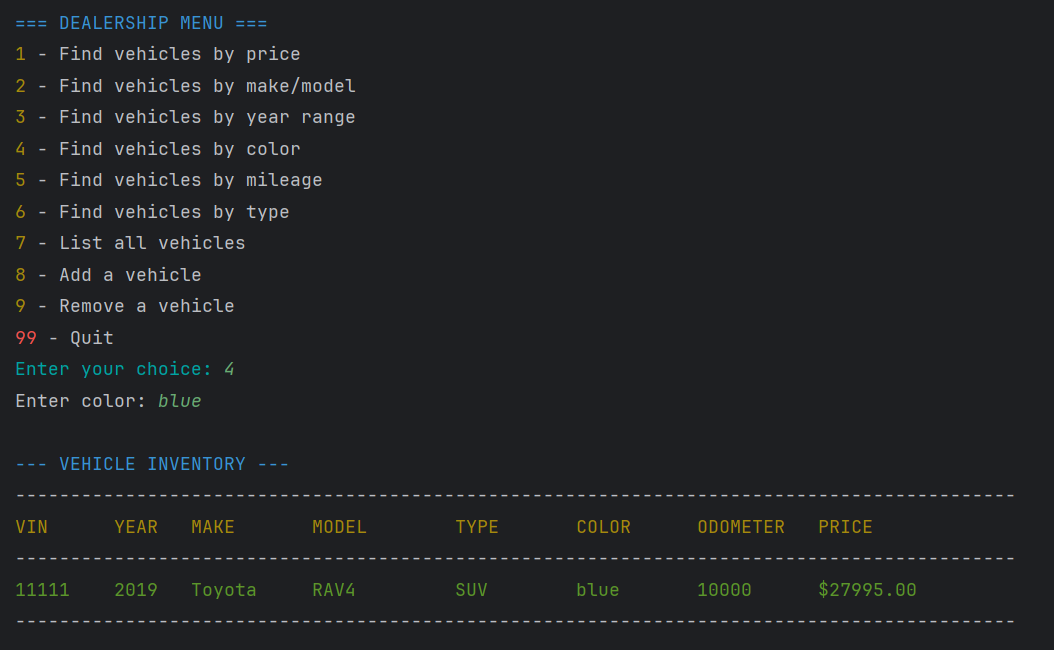 === DEALERSHIP MENU ===
1 - Find vehicles by price
2 - Find vehicles by make/model
3 - Find vehicles by year range
4 - Find vehicles by color
5 - Find vehicles by mileage
6 - Find vehicles by type
7 - List all vehicles
8 - Add a vehicle
9 - Remove a vehicle
99 - Quit
Enter your choice: 4
Enter color: blue
--- VEHICLE INVENTORY ---
-------------------------------------------------------------------------------------------
VIN      YEAR   MAKE       MODEL        TYPE       COLOR      ODOMETER   PRICE
-------------------------------------------------------------------------------------------
11111    2019   Toyota     RAV4         SUV        blue       10000      $27995.00
-------------------------------------------------------------------------------------------